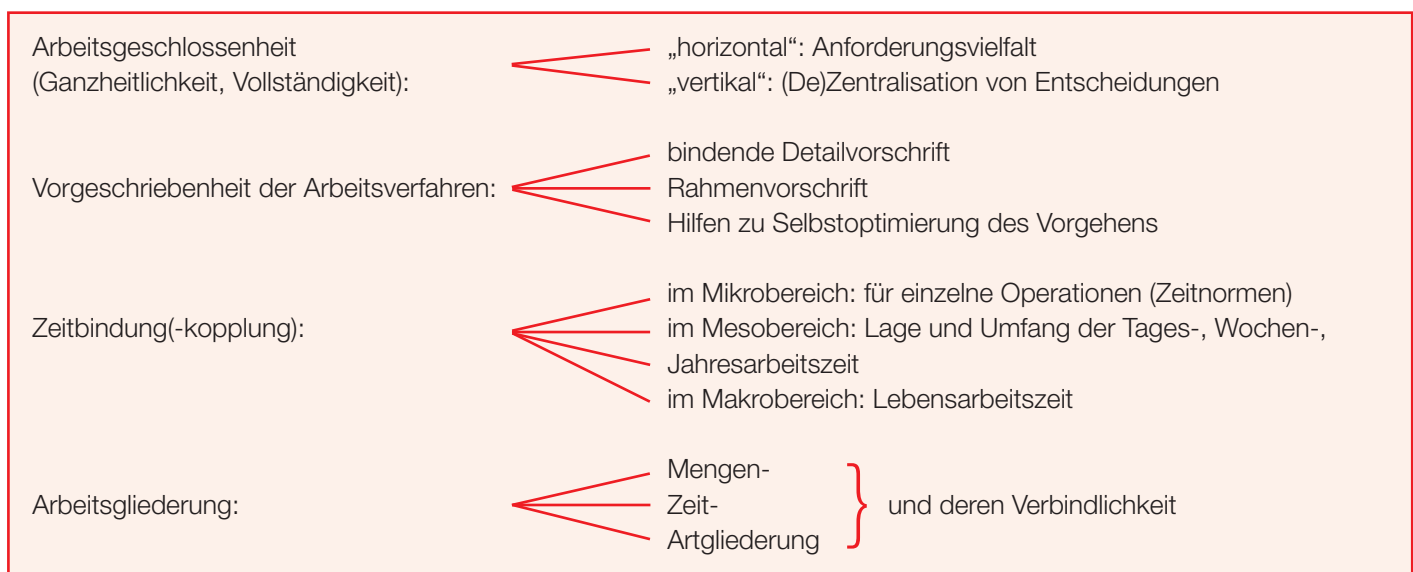 Arbeitsgeschlossenheit
(Ganzheitlichkeit, Vollständigkeit):
„horizontal“: Anforderungsvielfalt
„vertikal“: (De)Zentralisation von Entscheidungen
Vorgeschriebenheit der Arbeitsverfahren:
bindende Detailvorschrift
Rahmenvorschrift
Hilfen zu Selbstoptimierung des Vorgehens
Zeitbindung(-kopplung):
im Mikrobereich: für einzelne Operationen (Zeitnormen)
im Mesobereich: Lage und Umfang der Tages-, Wochen-,
Jahresarbeitszeit
im Makrobereich: Lebensarbeitszeit
Arbeitsgliederung:
Mengen-
Zeit-
Artgliederung
und deren Verbindlichkeit